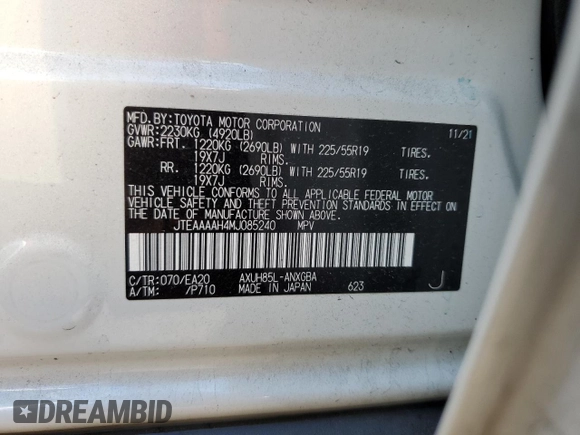 MFD. BY: TOYOTA MOTOR CORPORATION 11/21
GVWR: 2230KG (4920LB)
GAWR: FRT. 1220KG (2690LB) WITH 225/55R19 TIRES.
19X7J RIMS.
RR. 1220KG (2690LB) WITH 225/55R19 TIRES.
19X7J RIMS.
THIS VEHICLE CONFORMS TO ALL APPLICABLE FEDERAL MOTOR
VEHICLE SAFETY AND THEFT PREVENTION STANDARDS IN EFFECT ON
THE DATE OF MANUFACTURE SHOWN ABOVE.
JTEAAAAH4MJ085240 MPV
C/TR: 070/EA20 AXUH85L-ANXGBA
A/TM: /P710 MADE IN JAPAN 623 J
DREAMBID